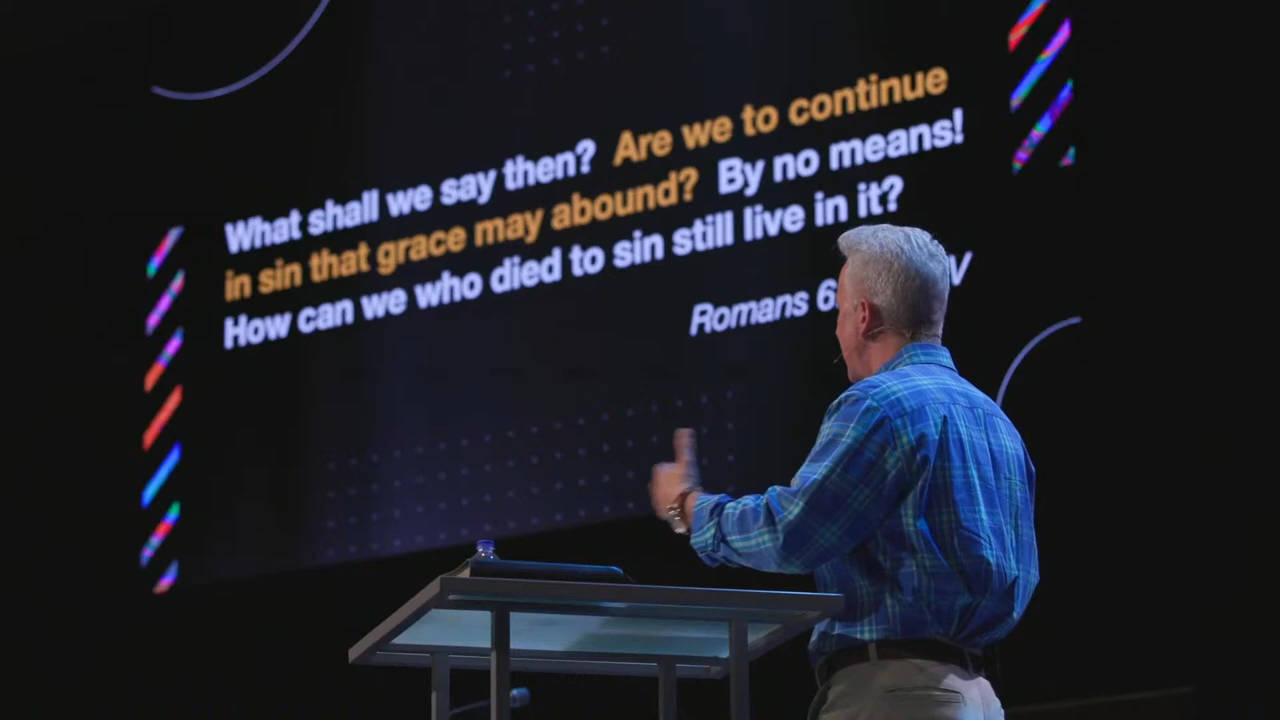 What shall we say then? Are we to continue
in sin that grace may abound? By no means!
How can we who died to sin still live in it?
Romans